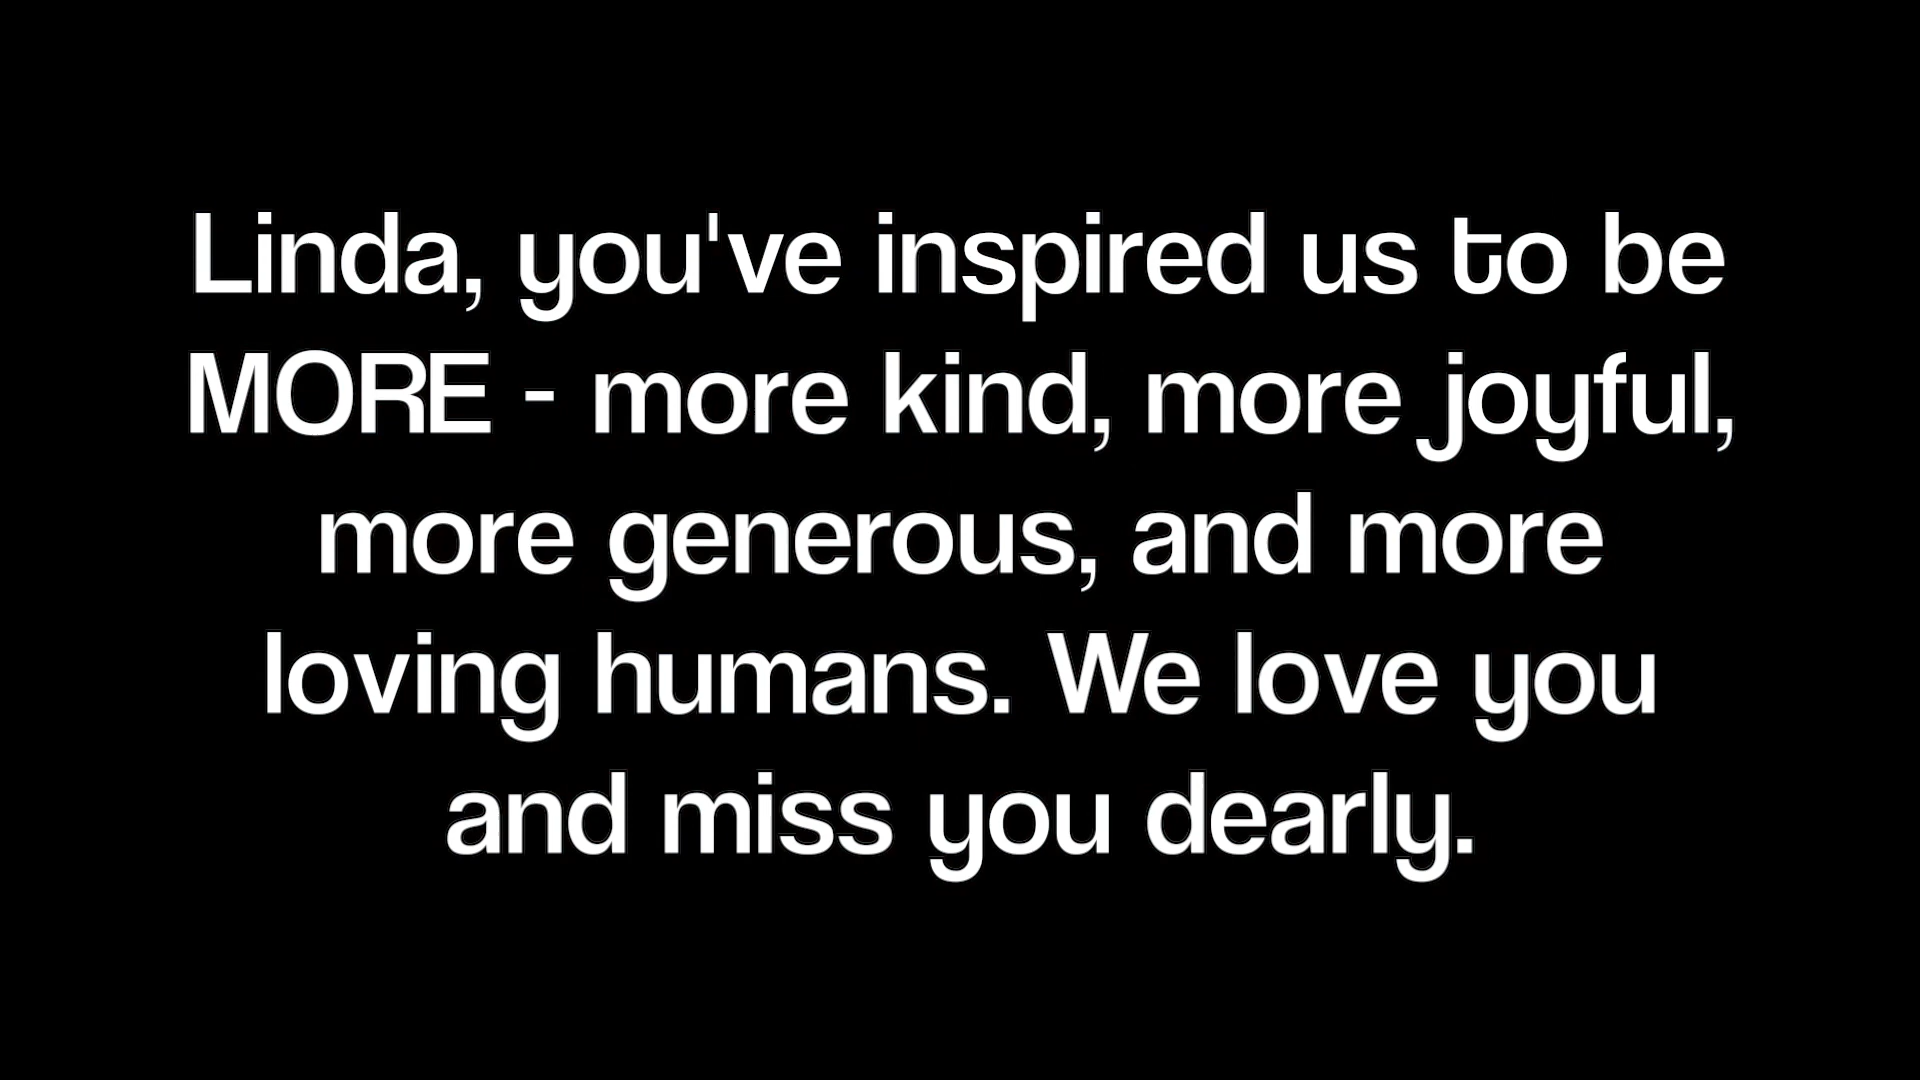 Linda, you've inspired us to be
MORE - more kind, more joyful,
more generous, and more
loving humans. We love you
and miss you dearly.